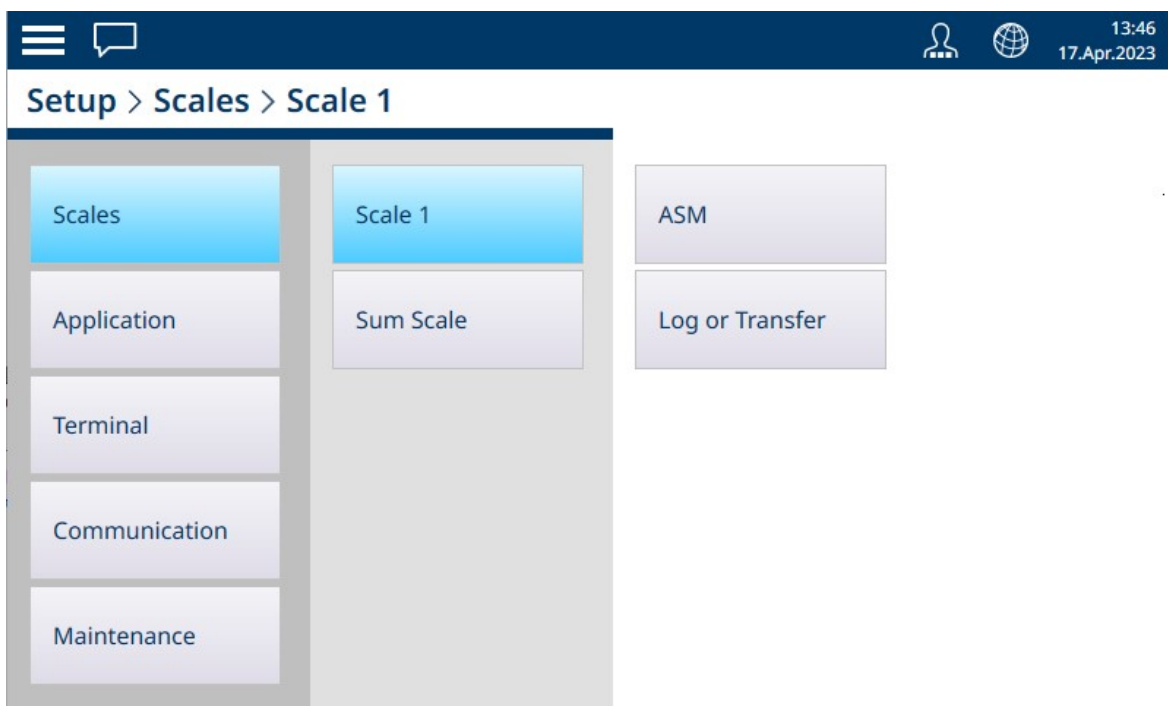 13:46
17.Apr.2023
Setup > Scales > Scale 1
Scales
Scale 1
ASM
Application
Sum Scale
Log or Transfer
Terminal
Communication
Maintenance